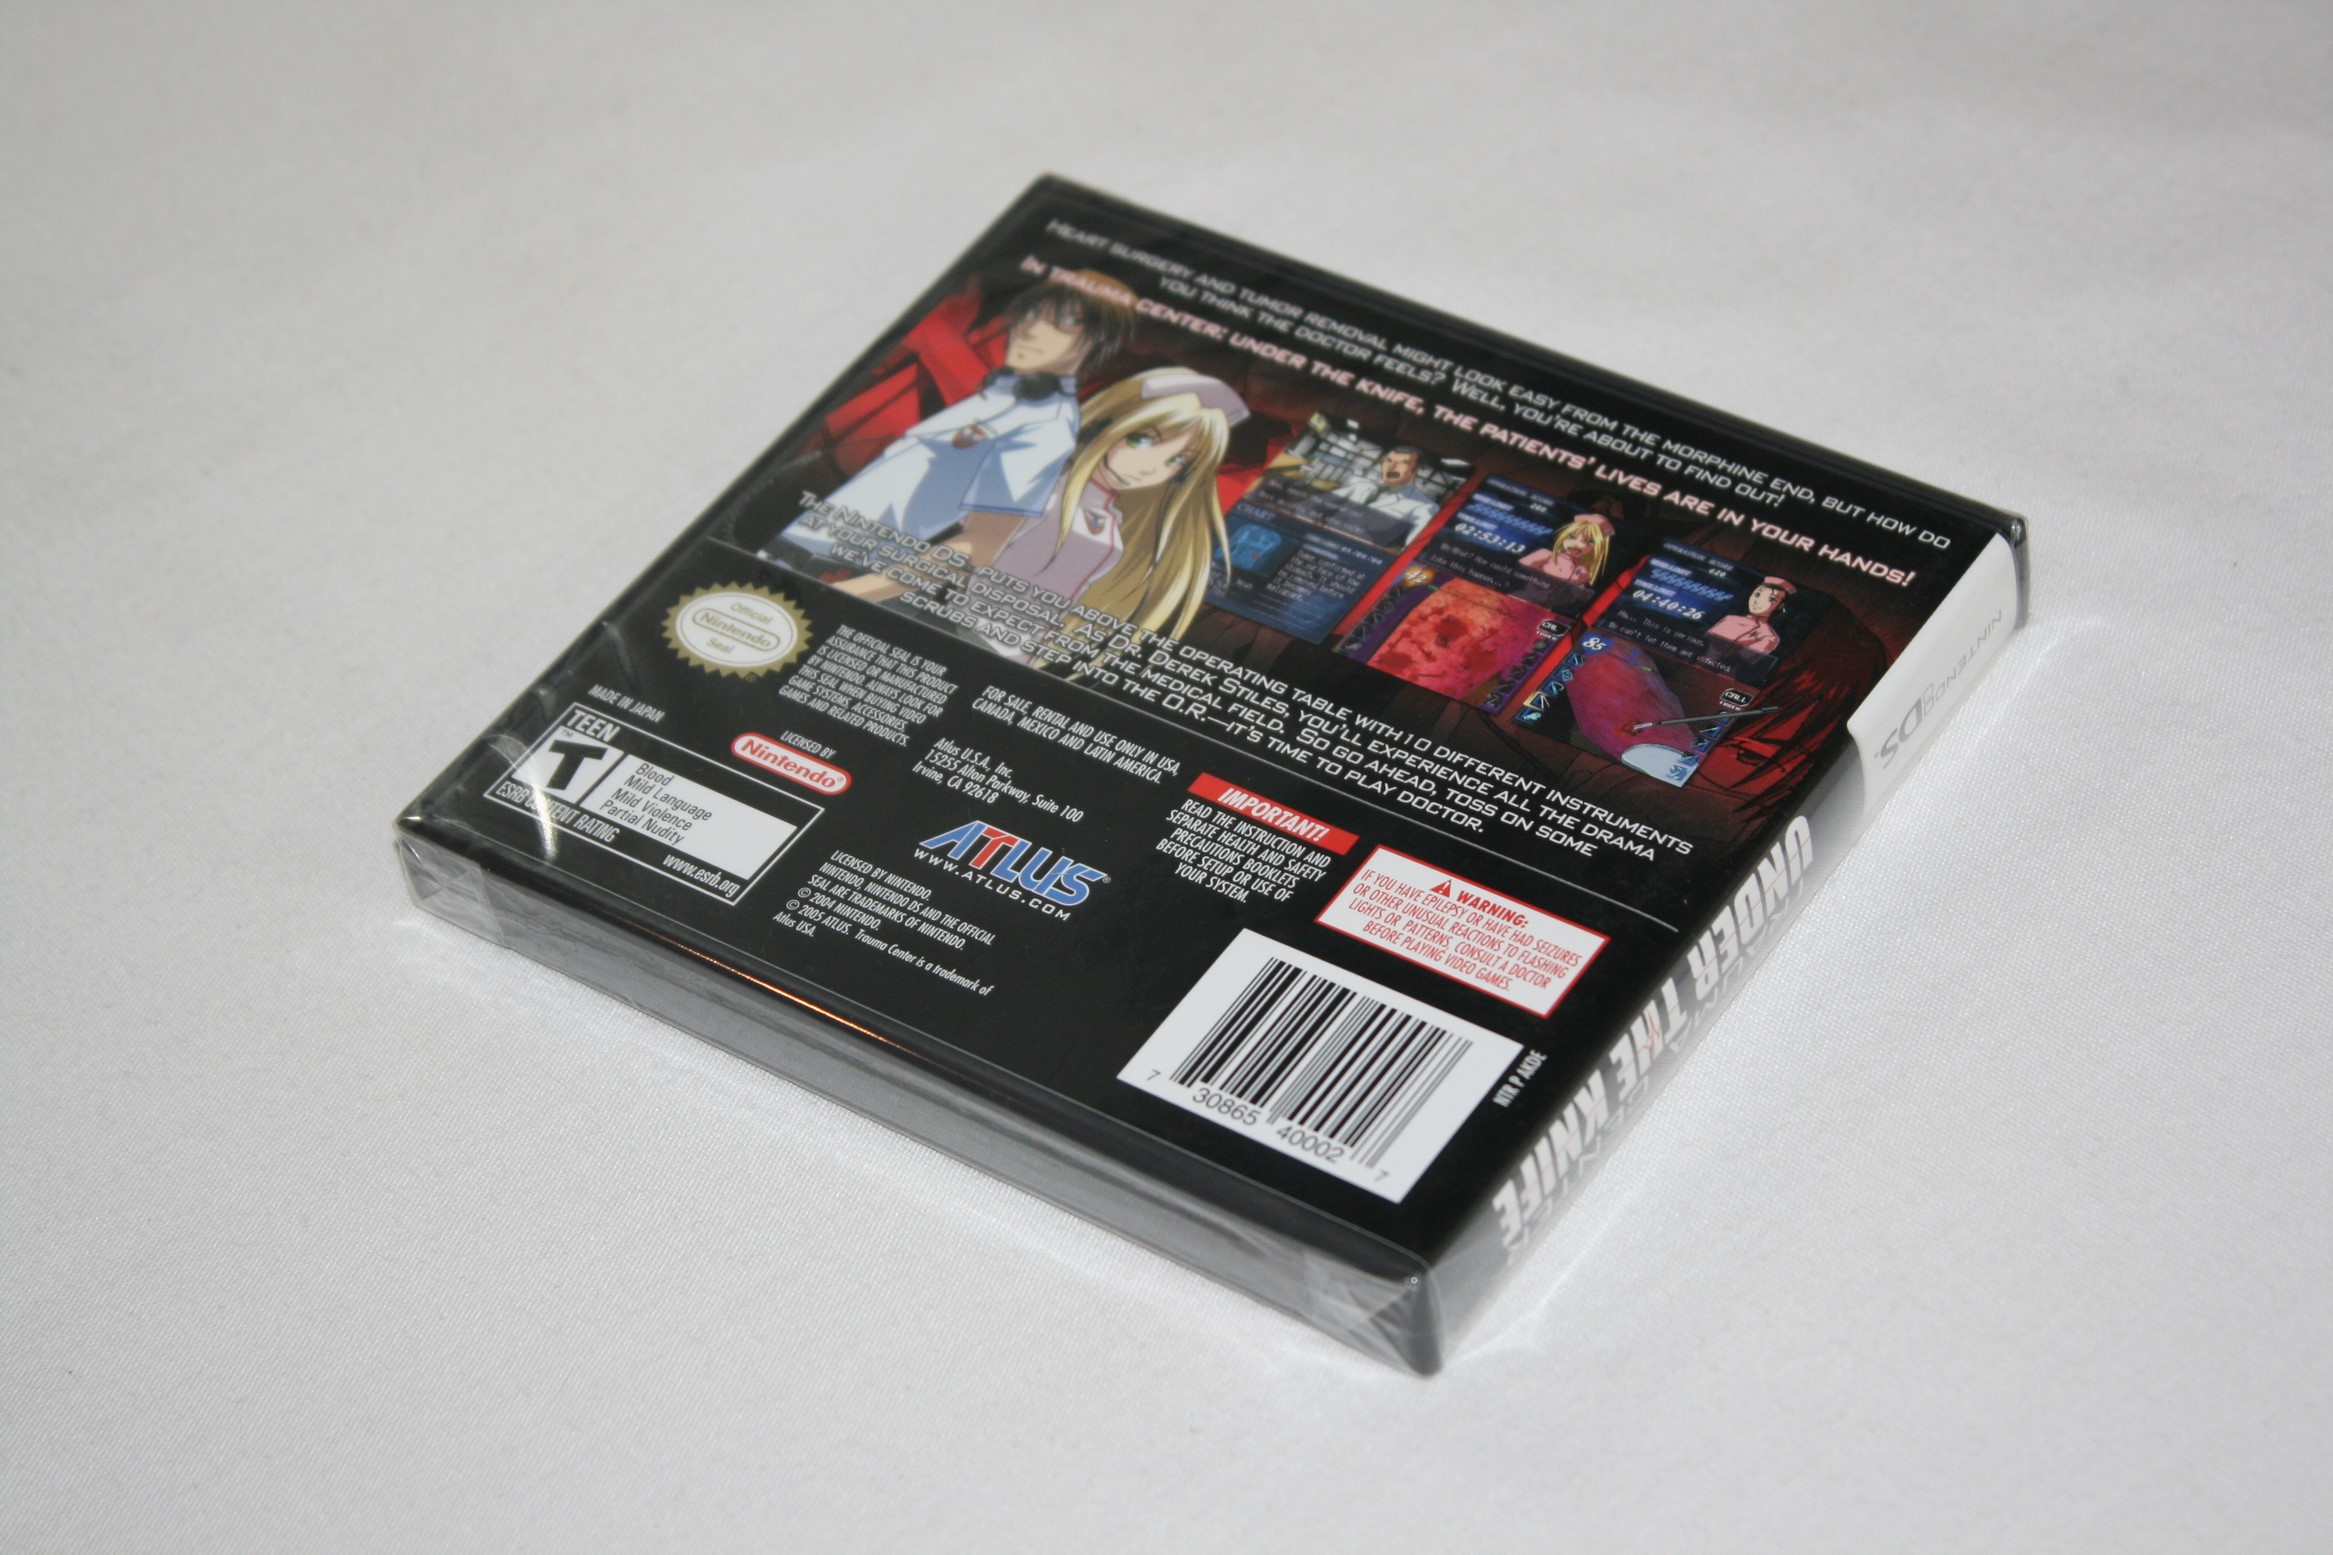 HEART SURGERY AND TUMOR REMOVAL MIGHT LOOK EASY FROM THE MORPHINE END, BUT HOW DO
YOU THINK THE DOCTOR FEELS? WELL, YOU'RE ABOUT TO FIND OUT!
IN TRAUMA CENTER: UNDER THE KNIFE, THE PATIENTS' LIVES ARE IN YOUR HANDS!
CHART
02:53:13
42
04:40:26
We can't let them get infected.
85
CALL
THE NINTENDO DS PUTS YOU ABOVE THE OPERATING TABLE WITH 10 DIFFERENT INSTRUMENTS
AT YOUR SURGICAL DISPOSAL. AS DR. DEREK STILES, YOU'LL EXPERIENCE ALL THE DRAMA
WE'VE COME TO EXPECT FROM THE MEDICAL FIELD. SO GO AHEAD, TOSS ON SOME
SCRUBS AND STEP INTO THE O.R.—IT'S TIME TO PLAY DOCTOR.
Official
Nintendo
Seal
THE OFFICIAL SEAL IS YOUR
ASSURANCE THAT THIS PRODUCT
IS LICENSED OR MANUFACTURED
BY NINTENDO. ALWAYS LOOK FOR
THIS SEAL WHEN BUYING VIDEO
GAME SYSTEMS, ACCESSORIES,
GAMES AND RELATED PRODUCTS.
FOR SALE, RENTAL AND USE ONLY IN USA,
CANADA, MEXICO AND LATIN AMERICA.
MADE IN JAPAN
TEEN
T
Blood
Mild Language
Mild Violence
Partial Nudity
ESRB CONTENT RATING
www.esrb.org
LICENSED BY
Nintendo®
Atlus U.S.A., Inc.
15255 Alton Parkway, Suite 100
Irvine, CA 92618
ATLUS®
WWW.ATLUS.COM
LICENSED BY NINTENDO.
NINTENDO, NINTENDO DS AND THE OFFICIAL
SEAL ARE TRADEMARKS OF NINTENDO.
© 2004 NINTENDO.
© 2005 ATLUS. Trauma Center is a trademark of
Atlus USA.
IMPORTANT!
READ THE INSTRUCTION AND
SEPARATE HEALTH AND SAFETY
PRECAUTIONS BOOKLETS
BEFORE SETUP OR USE OF
YOUR SYSTEM.
WARNING:
IF YOU HAVE EPILEPSY OR HAVE HAD SEIZURES
OR OTHER UNUSUAL REACTIONS TO FLASHING
LIGHTS OR PATTERNS, CONSULT A DOCTOR
BEFORE PLAYING VIDEO GAMES.
7 30865 40002 7
NTR P AKDE
NINTENDO DS
UNDER THE KNIFE